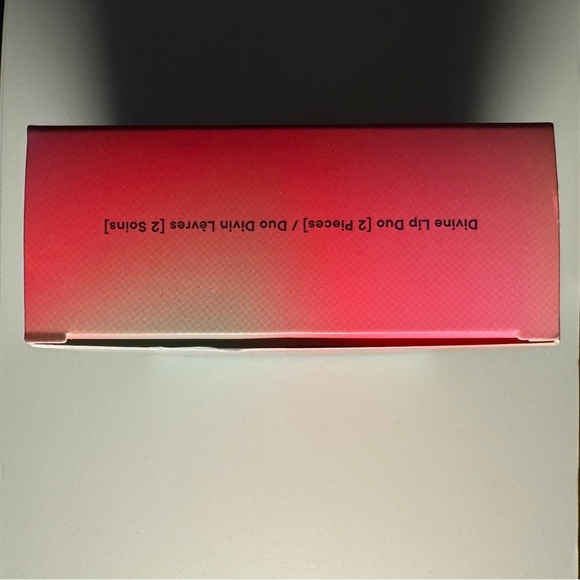 Divine Lip Duo [2 Pieces] / Duo Divin Lèvres [2 Soins]